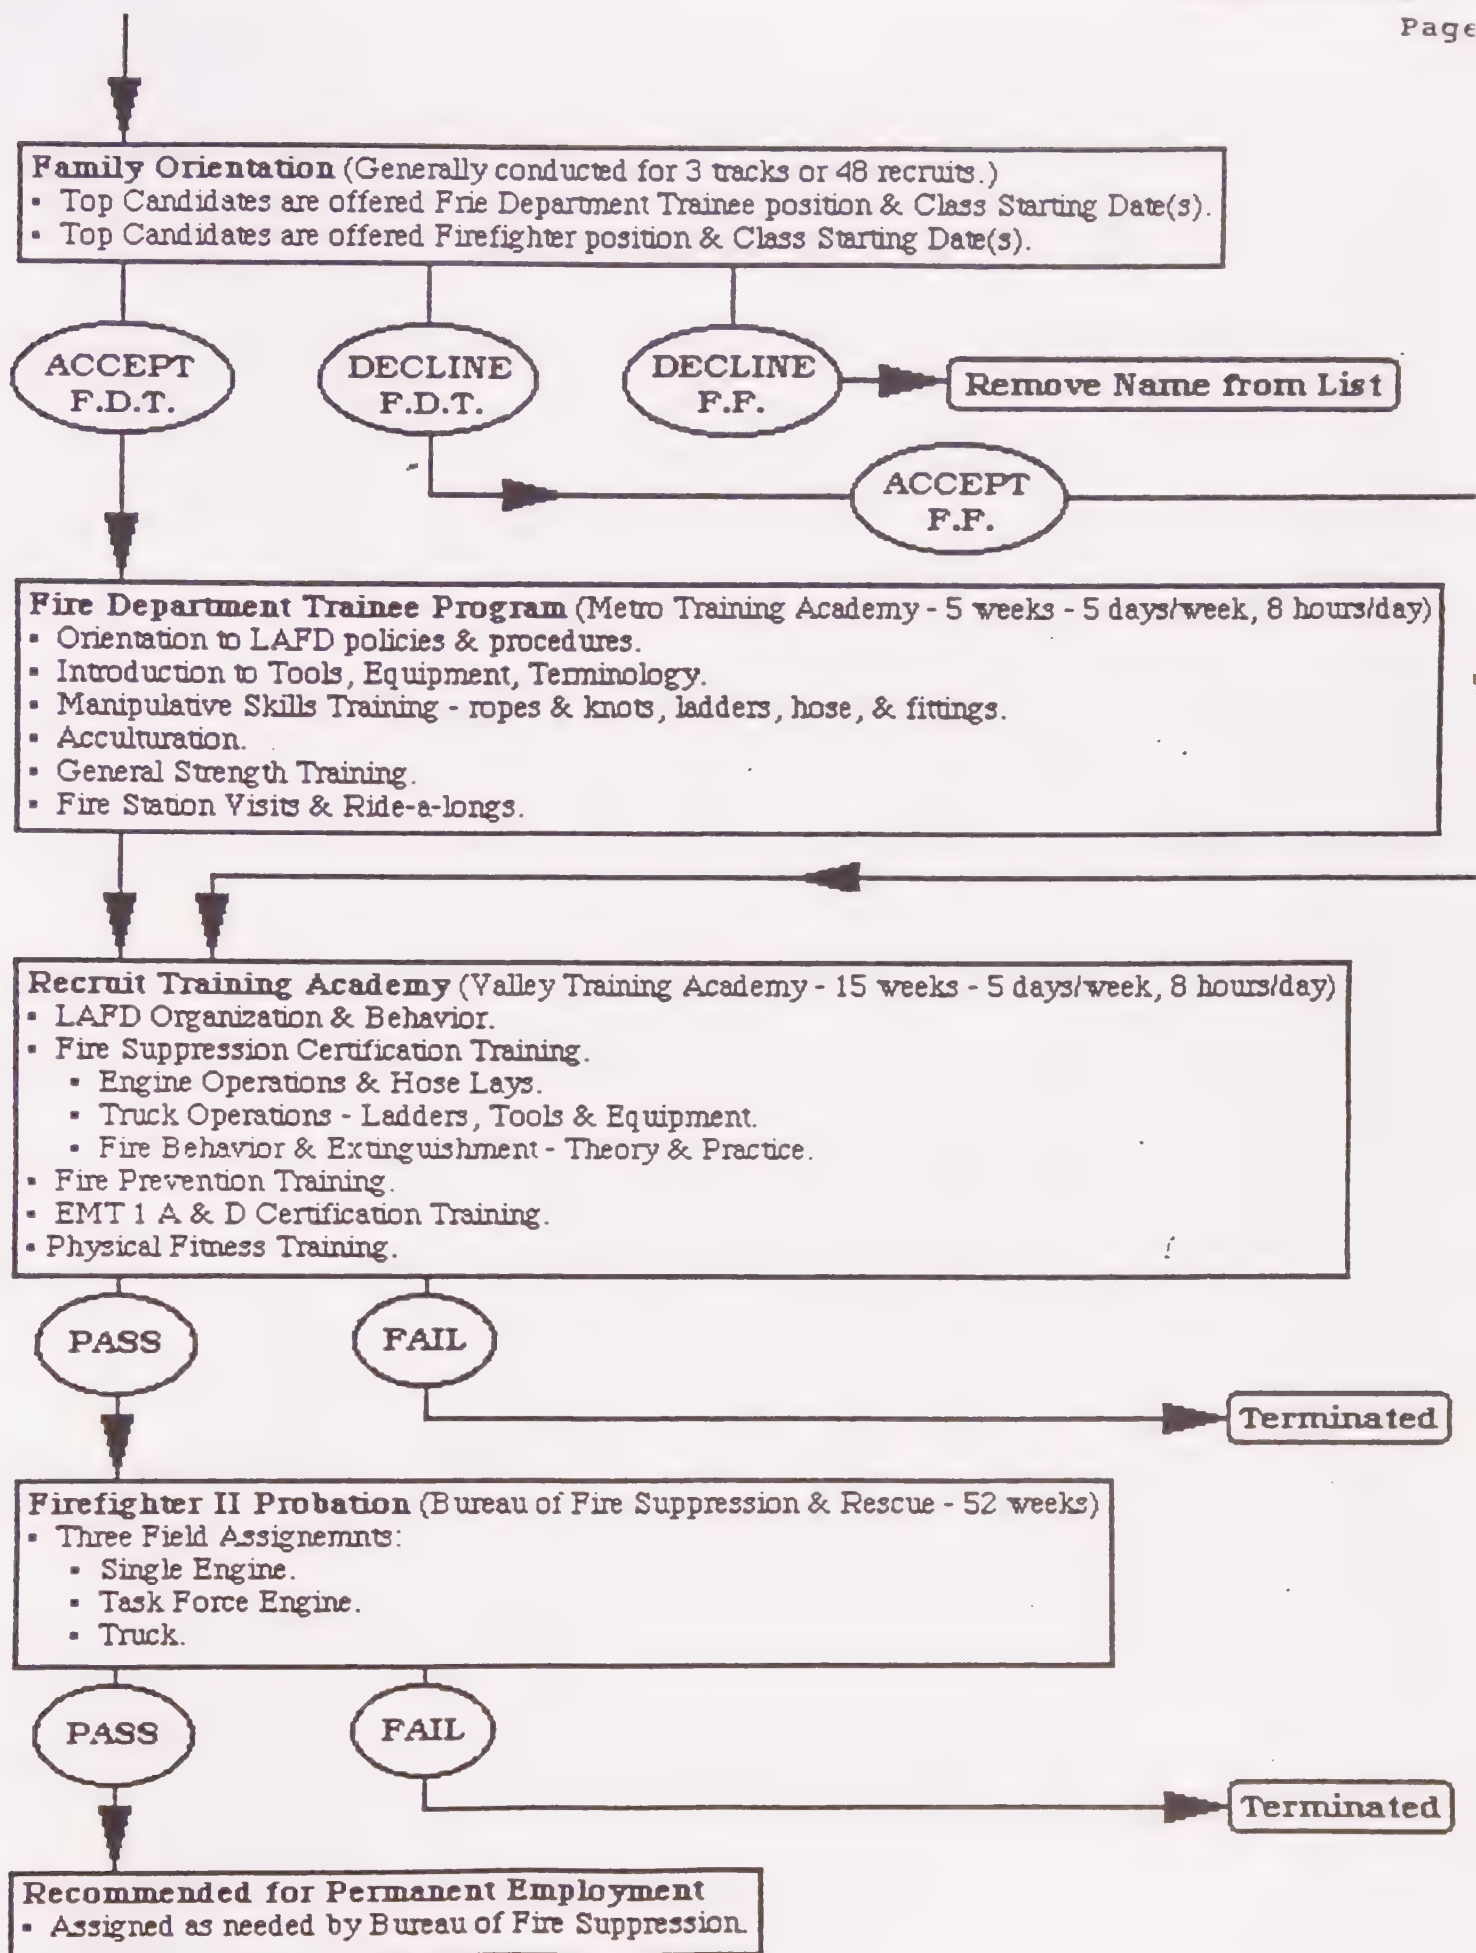 Page
Family Orientation (Generally conducted for 3 tracks or 48 recruits.)
▪ Top Candidates are offered Frie Department Trainee position & Class Starting Date(s).
▪ Top Candidates are offered Firefighter position & Class Starting Date(s).
ACCEPT
F.D.T.
DECLINE
F.D.T.
DECLINE
F.F.
Remove Name from List
ACCEPT
F.F.
Fire Department Trainee Program (Metro Training Academy - 5 weeks - 5 days/week, 8 hours/day)
▪ Orientation to LAFD policies & procedures.
▪ Introduction to Tools, Equipment, Terminology.
▪ Manipulative Skills Training - ropes & knots, ladders, hose, & fittings.
▪ Acculturation.
▪ General Strength Training.
▪ Fire Station Visits & Ride-a-longs.
Recruit Training Academy (Valley Training Academy - 15 weeks - 5 days/week, 8 hours/day)
▪ LAFD Organization & Behavior.
▪ Fire Suppression Certification Training.
▪ Engine Operations & Hose Lays.
▪ Truck Operations - Ladders, Tools & Equipment.
▪ Fire Behavior & Extinguishment - Theory & Practice.
▪ Fire Prevention Training.
▪ EMT 1 A & D Certification Training.
▪ Physical Fitness Training.
PASS
FAIL
Terminated
Firefighter II Probation (Bureau of Fire Suppression & Rescue - 52 weeks)
▪ Three Field Assignemnts:
▪ Single Engine.
▪ Task Force Engine.
▪ Truck.
PASS
FAIL
Terminated
Recommended for Permanent Employment
▪ Assigned as needed by Bureau of Fire Suppression.